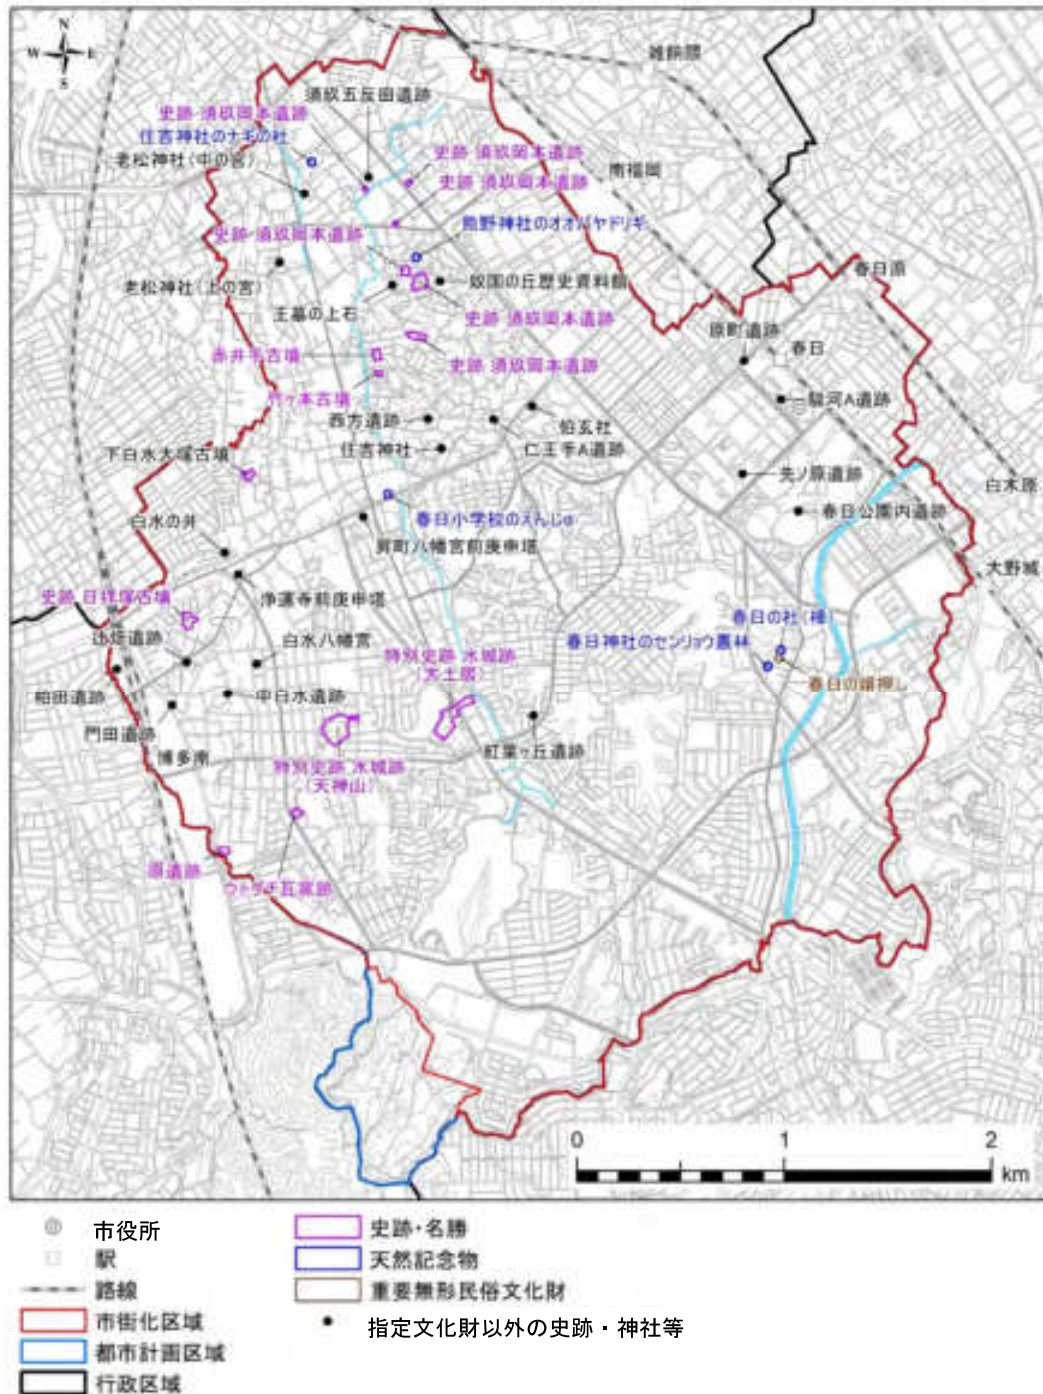 N
W E
S
雑餉隈
須玖五反田遺跡
史跡 須玖岡本遺跡
住吉神社のナギの杜
老松神社(中の宮)
史跡 須玖岡本遺跡
南福岡
史跡 須玖岡本遺跡
熊野神社のオオバヤドリギ
史跡 須玖岡本遺跡
春日原
老松神社(上の宮)
奴国の丘歴史資料館
王墓の上石
史跡 須玖岡本遺跡
原町遺跡
春日
赤井手古墳
史跡 須玖岡本遺跡
竹ヶ本古墳
駿河A遺跡
西方遺跡
伯玄社
住吉神社
仁王手A遺跡
下白水大塚古墳
先ノ原遺跡
白木原
白水の井
春日小学校のえんじゅ
春日公園内遺跡
昇町八幡宮前庚申塔
大野城
史跡 日拝塚古墳
浄運寺前庚申塔
春日の杜(樟)
辻畑遺跡
白水八幡宮
春日神社のセンリョウ叢林
特別史跡 水城跡
(大土居)
柏田遺跡
中白水遺跡
春日の婿押し
門田遺跡
博多南
紅葉ヶ丘遺跡
特別史跡 水城跡
(天神山)
原遺跡
ウトグチ瓦窯跡
0 1 2
km
市役所
駅
路線
市街化区域
都市計画区域
行政区域
史跡・名勝
天然記念物
重要無形民俗文化財
指定文化財以外の史跡・神社等